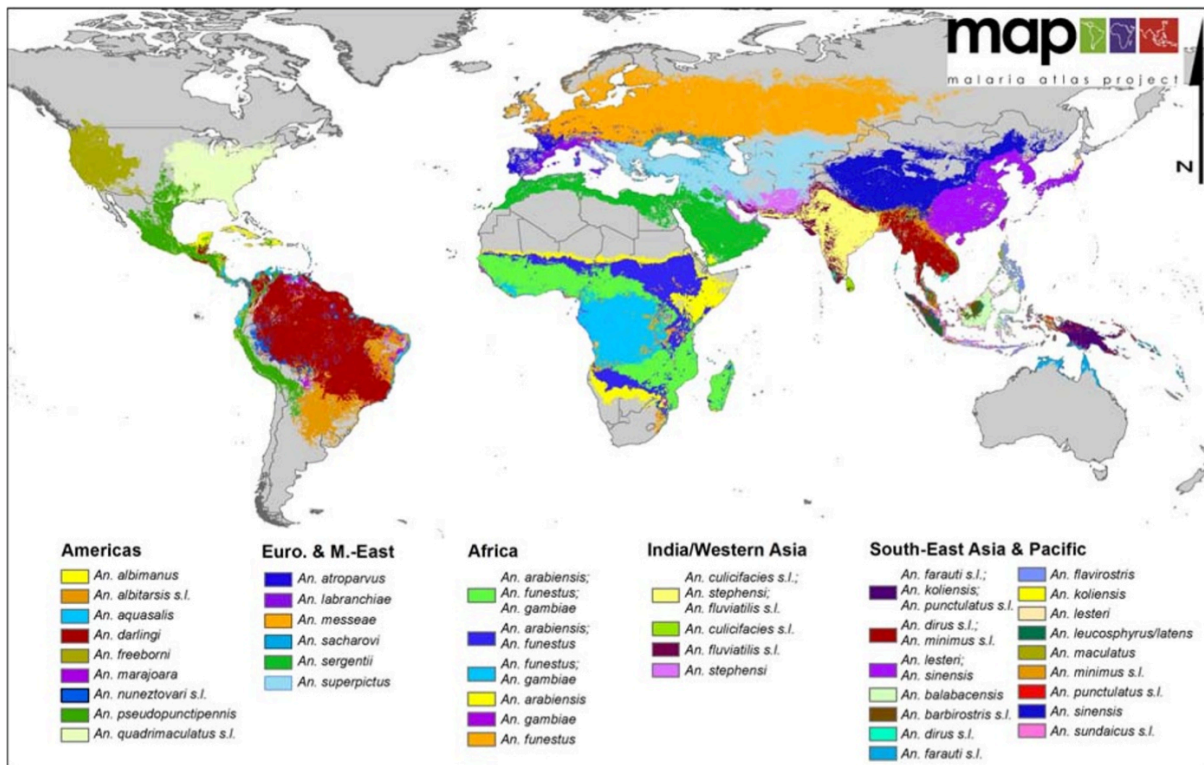 map
malaria atlas project
N
Americas
An. albimanus
An. albitarsis s.l.
An. aquasalis
An. darlingi
An. freeborni
An. marajoara
An. nuneztovari s.l.
An. pseudopunctipennis
An. quadrimaculatus s.l.
Euro. & M.-East
An. atroparvus
An. labranchiae
An. messeae
An. sacharovi
An. sergentii
An. superpictus
Africa
An. arabiensis;
An. funestus;
An. gambiae
An. arabiensis;
An. funestus
An. funestus;
An. gambiae
An. arabiensis
An. gambiae
An. funestus
India/Western Asia
An. culicifacies s.l.;
An. stephensi;
An. fluviatilis s.l.
An. culicifacies s.l.
An. fluviatilis s.l.
An. stephensi
South-East Asia & Pacific
An. farauti s.l.;
An. koliensis;
An. punctulatus s.l.
An. dirus s.l.;
An. minimus s.l.
An. lesteri;
An. sinensis
An. balabacensis
An. barbirostris s.l.
An. dirus s.l.
An. farauti s.l.
An. flavirostris
An. koliensis
An. lesteri
An. leucosphyrus/latens
An. maculatus
An. minimus s.l.
An. punctulatus s.l.
An. sinensis
An. sundaicus s.l.